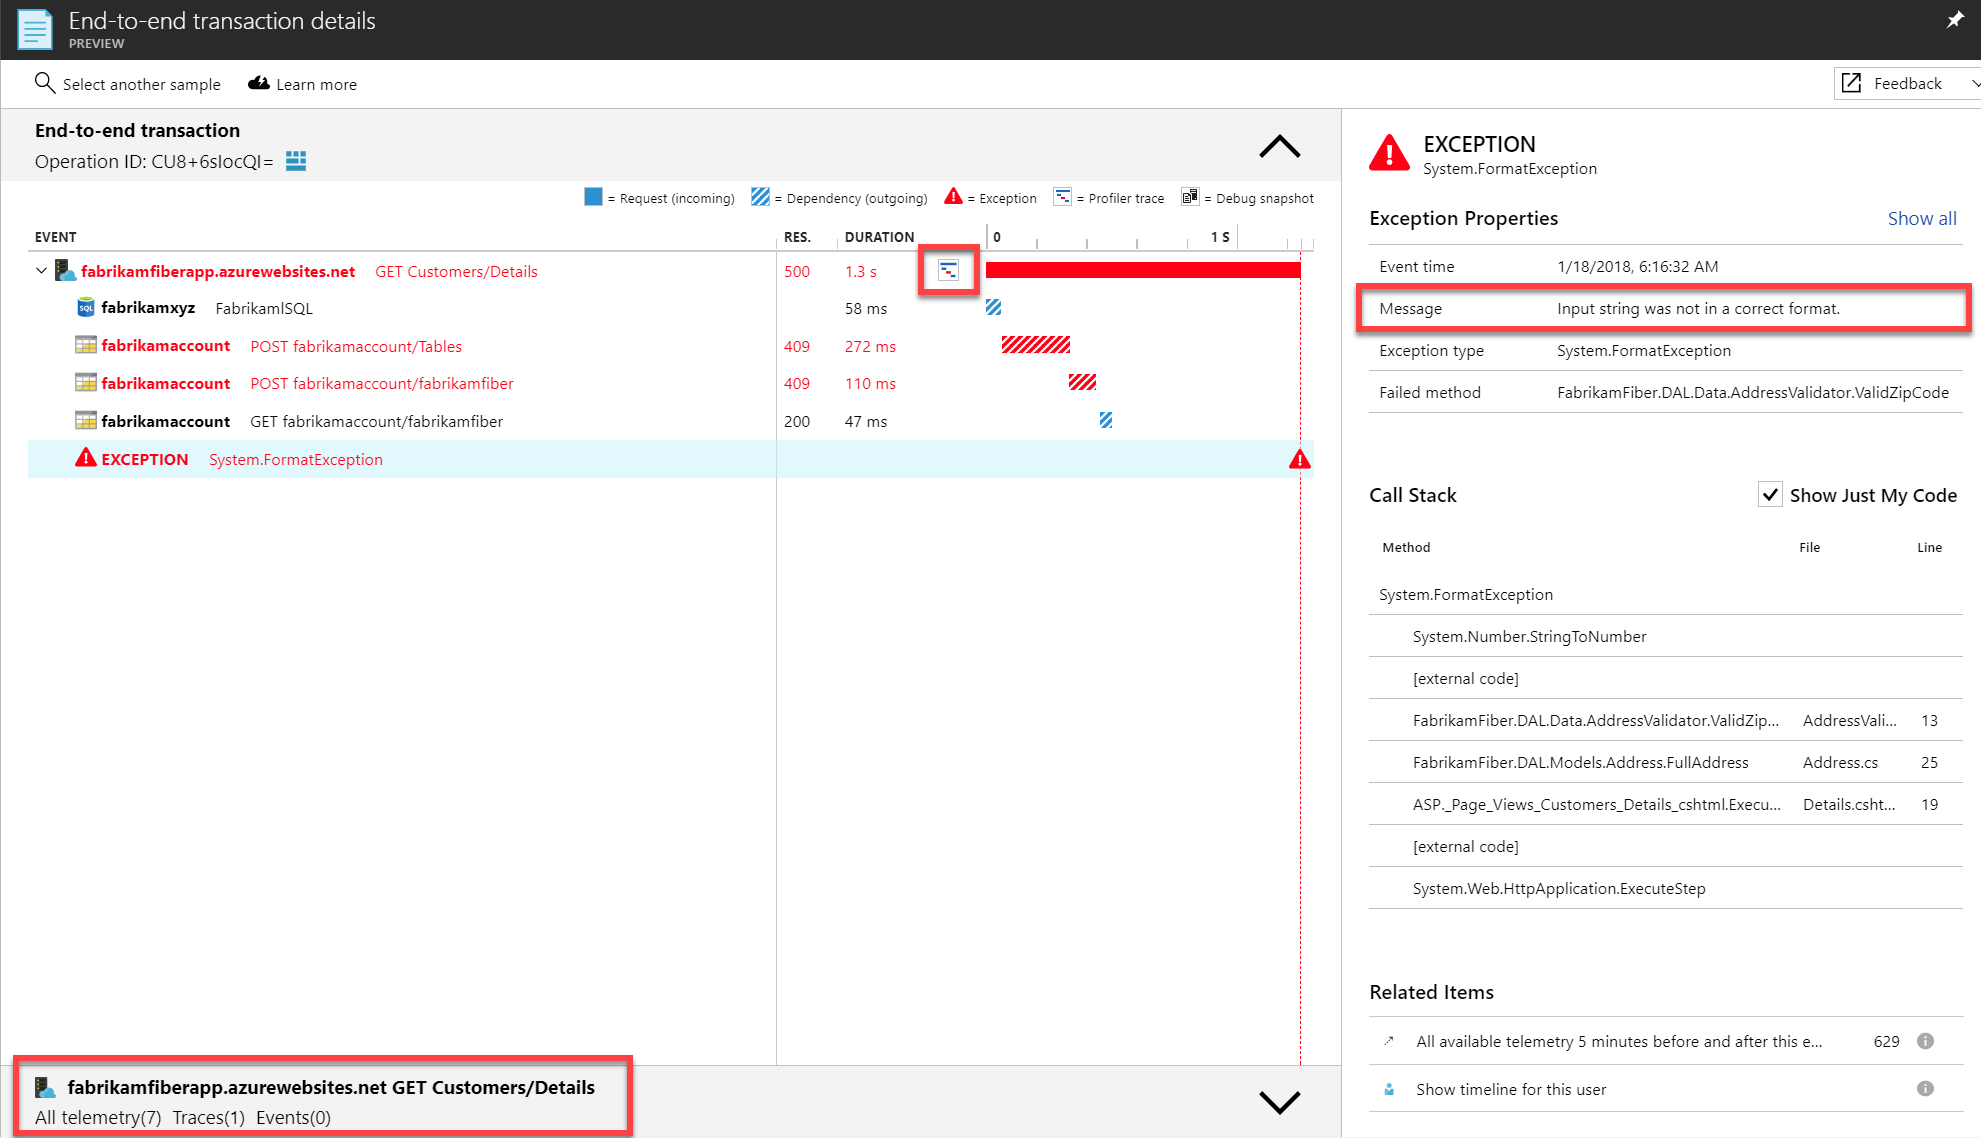 End-to-end transaction details
PREVIEW
Select another sample Learn more
Feedback
End-to-end transaction
Operation ID: CU8+6sIocQI=
= Request (incoming) = Dependency (outgoing) = Exception = Profiler trace = Debug snapshot
EVENT RES. DURATION 0 1 S
fabrikamfiberapp.azurewebsites.net GET Customers/Details 500 1.3 s
SQL fabrikamxyz FabrikamlSQL 58 ms
fabrikamaccount POST fabrikamaccount/Tables 409 272 ms
fabrikamaccount POST fabrikamaccount/fabrikamfiber 409 110 ms
fabrikamaccount GET fabrikamaccount/fabrikamfiber 200 47 ms
EXCEPTION System.FormatException
fabrikamfiberapp.azurewebsites.net GET Customers/Details
All telemetry(7) Traces(1) Events(0)
EXCEPTION
System.FormatException
Exception Properties Show all
Event time 1/18/2018, 6:16:32 AM
Message Input string was not in a correct format.
Exception type System.FormatException
Failed method FabrikamFiber.DAL.Data.AddressValidator.ValidZipCode
Call Stack Show Just My Code
Method File Line
System.FormatException
System.Number.StringToNumber
[external code]
FabrikamFiber.DAL.Data.AddressValidator.ValidZip... AddressVali... 13
FabrikamFiber.DAL.Models.Address.FullAddress Address.cs 25
ASP._Page_Views_Customers_Details_cshtml.Execu... Details.csht... 19
[external code]
System.Web.HttpApplication.ExecuteStep
Related Items
All available telemetry 5 minutes before and after this e... 629
Show timeline for this user